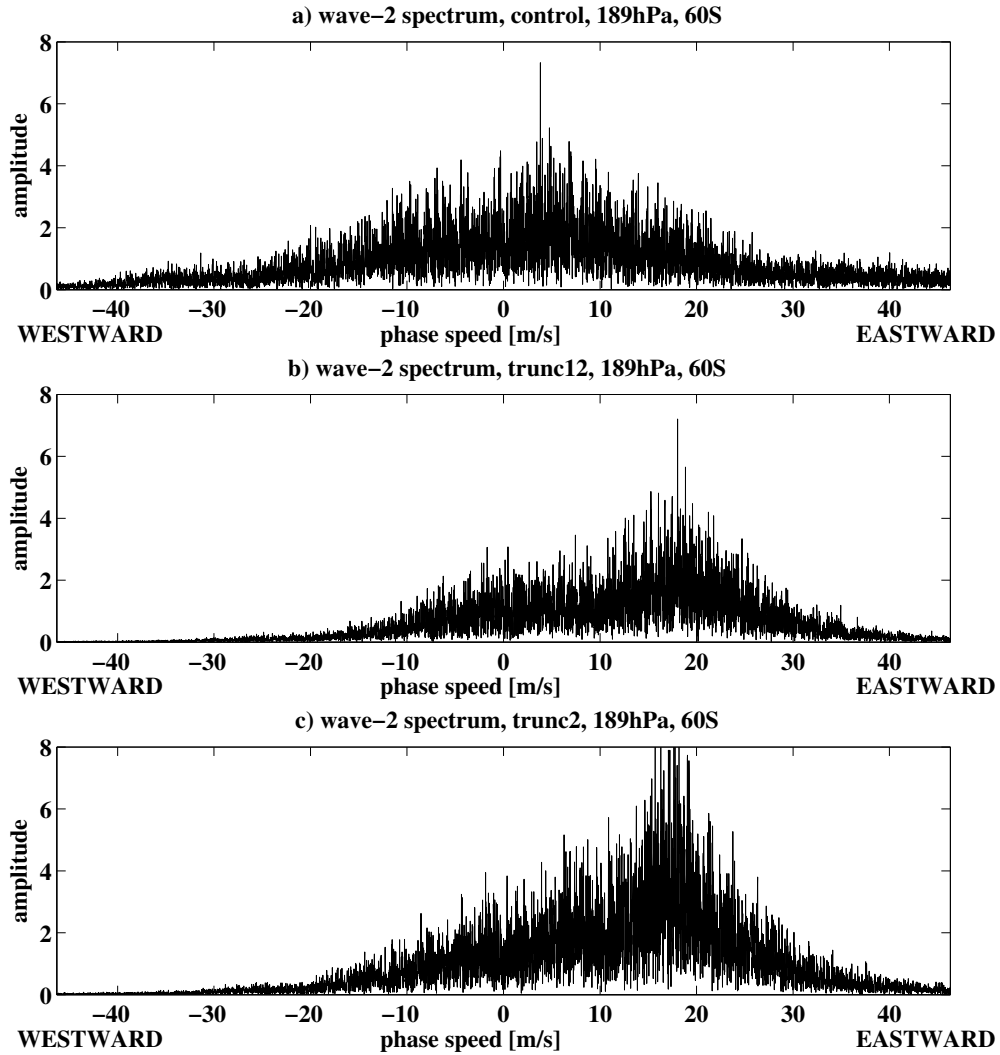 a) wave−2 spectrum, control, 189hPa, 60S
8
6
4
2
0
amplitude
−40 −30 −20 −10 0 10 20 30 40
WESTWARD phase speed [m/s] EASTWARD
b) wave−2 spectrum, trunc12, 189hPa, 60S
8
6
4
2
0
amplitude
−40 −30 −20 −10 0 10 20 30 40
WESTWARD phase speed [m/s] EASTWARD
c) wave−2 spectrum, trunc2, 189hPa, 60S
8
6
4
2
0
amplitude
−40 −30 −20 −10 0 10 20 30 40
WESTWARD phase speed [m/s] EASTWARD